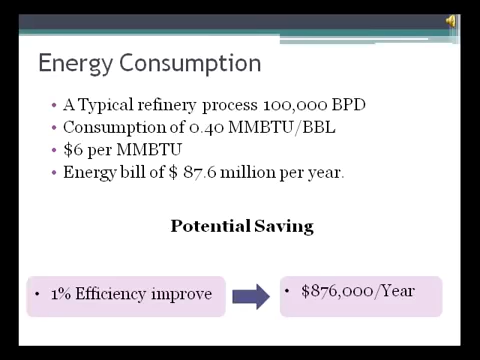 Energy Consumption
• A Typical refinery process 100,000 BPD
• Consumption of 0.40 MMBTU/BBL
• $6 per MMBTU
• Energy bill of $ 87.6 million per year.
Potential Saving
• 1% Efficiency improve
• $876,000/Year